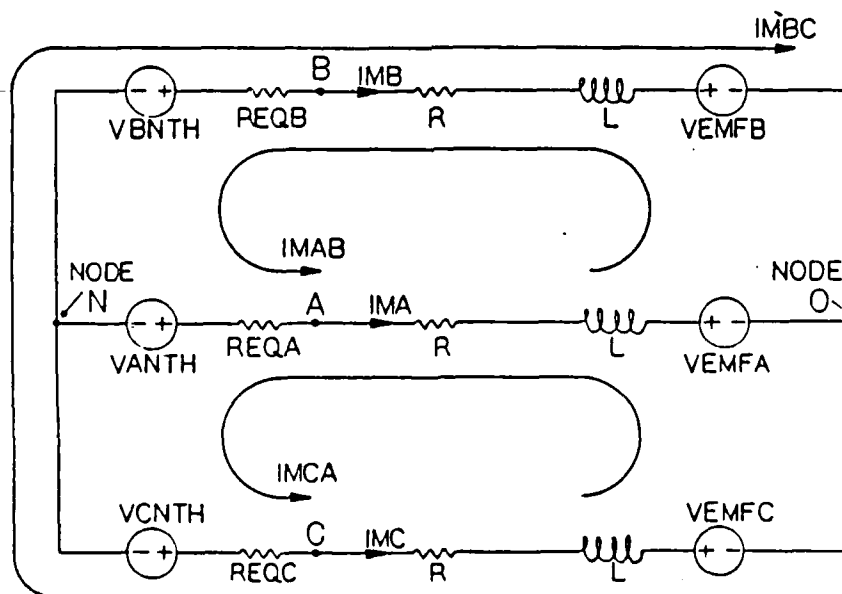 IMBC
B IMB
VBNTH REQB R L VEMFB
- + + -
IMAB
NODE N
NODE O
A IMA
- + + -
VANTH REQA R L VEMFA
IMCA
VCNTH
C IMC
VEMFC
- + + -
REQC R L